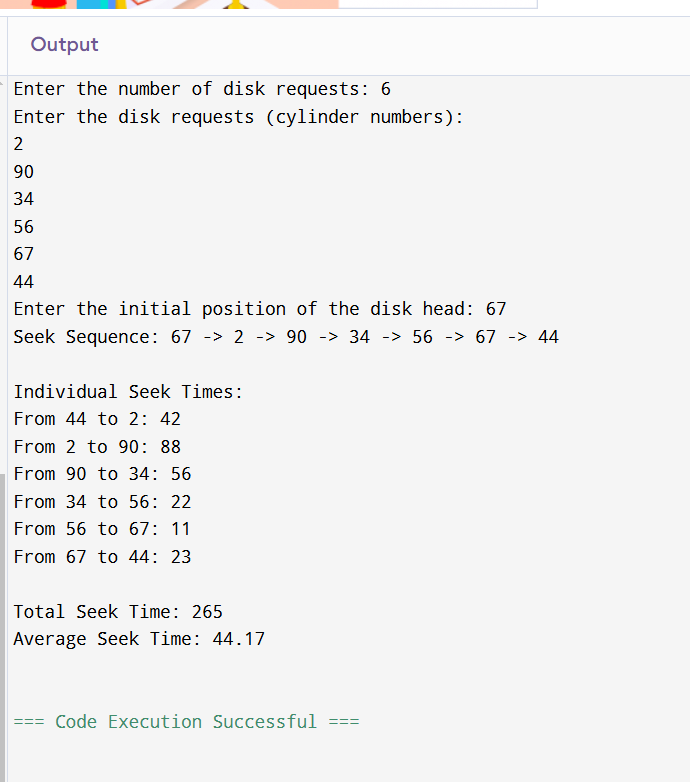 Output
Enter the number of disk requests: 6
Enter the disk requests (cylinder numbers):
2
90
34
56
67
44
Enter the initial position of the disk head: 67
Seek Sequence: 67 -> 2 -> 90 -> 34 -> 56 -> 67 -> 44
Individual Seek Times:
From 44 to 2: 42
From 2 to 90: 88
From 90 to 34: 56
From 34 to 56: 22
From 56 to 67: 11
From 67 to 44: 23
Total Seek Time: 265
Average Seek Time: 44.17
=== Code Execution Successful ===